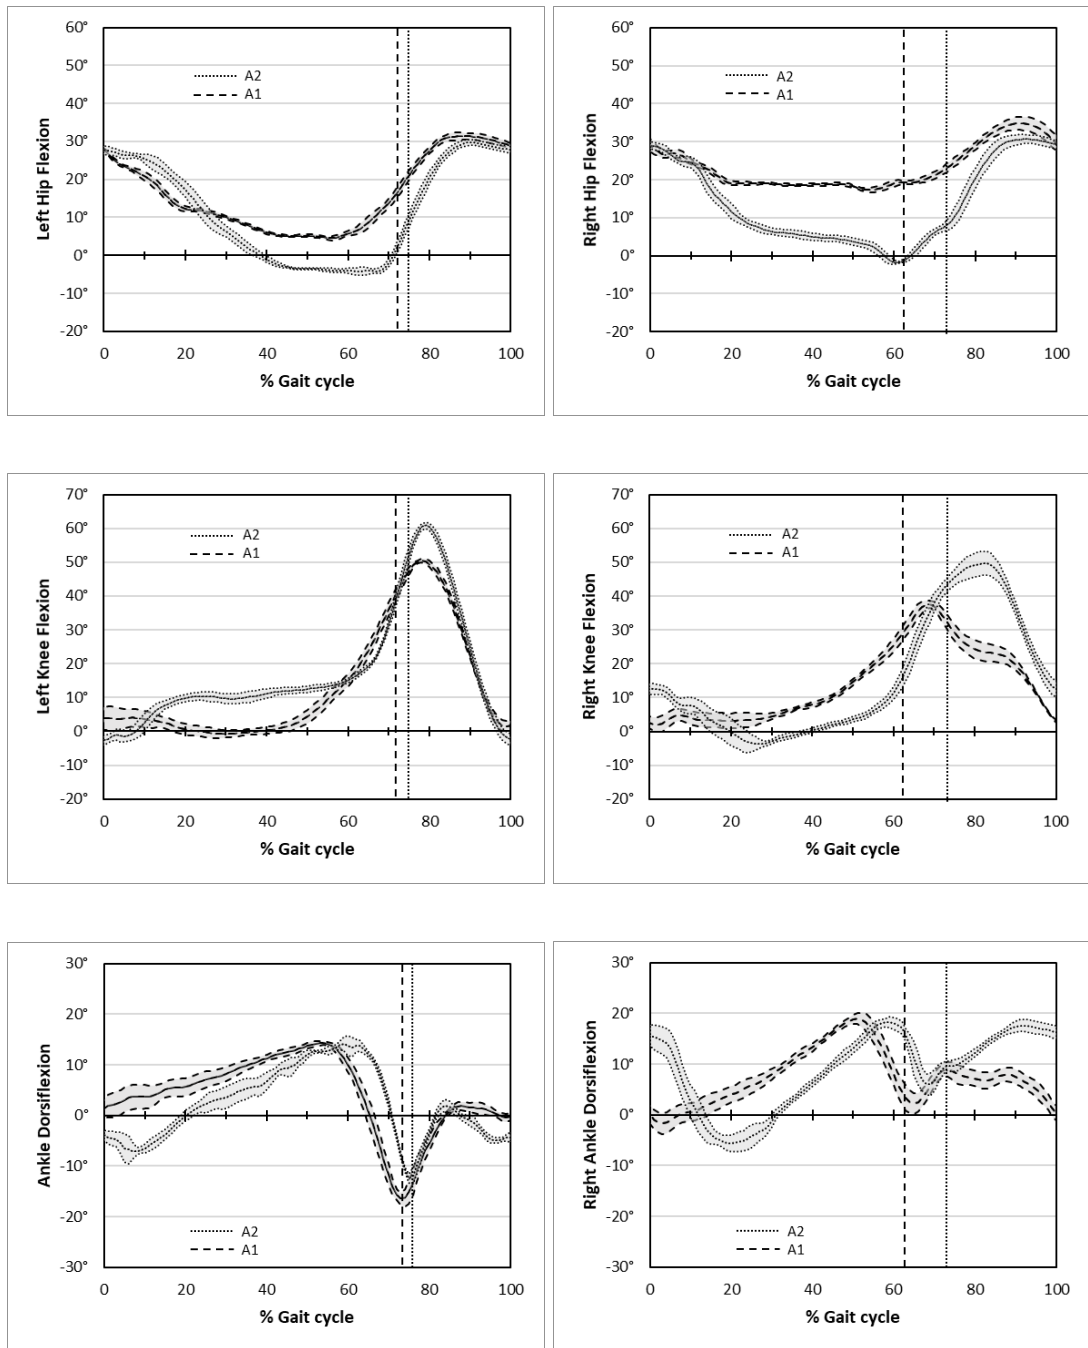 60°
50°
40°
30°
20°
10°
0°
-10°
-20°
Left Hip Flexion
A2
A1
0 20 40 60 80 100
% Gait cycle
60°
50°
40°
30°
20°
10°
0°
-10°
-20°
Right Hip Flexion
A2
A1
0 20 40 60 80 100
% Gait cycle
70°
60°
50°
40°
30°
20°
10°
0°
-10°
-20°
Left Knee Flexion
A2
A1
0 20 40 60 80 100
% Gait cycle
70°
60°
50°
40°
30°
20°
10°
0°
-10°
-20°
Right Knee Flexion
A2
A1
0 20 40 60 80 100
% Gait cycle
30°
20°
10°
0°
-10°
-20°
-30°
Ankle Dorsiflexion
A2
A1
0 20 40 60 80 100
% Gait cycle
30°
20°
10°
0°
-10°
-20°
-30°
Right Ankle Dorsiflexion
A2
A1
0 20 40 60 80 100
% Gait cycle